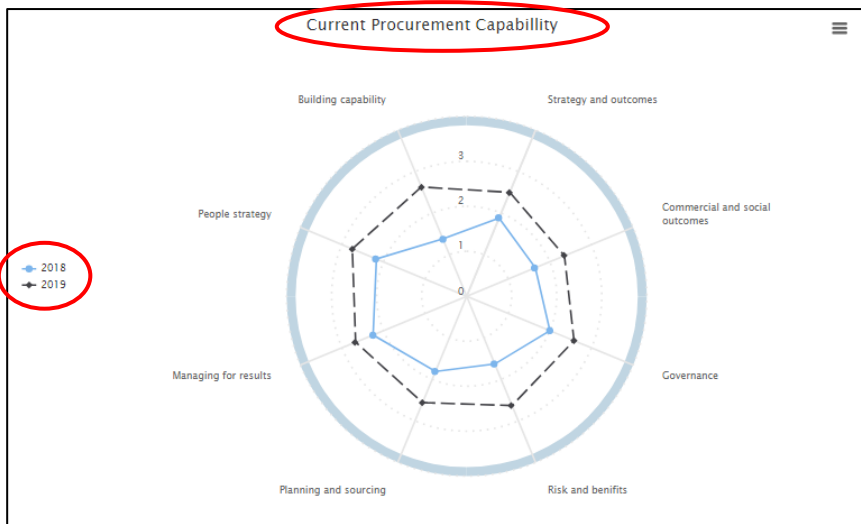 Current Procurement Capabillity
Building capability
Strategy and outcomes
3
People strategy
2
Commercial and social
outcomes
1
2018
2019
0
Managing for results
Governance
Planning and sourcing
Risk and benifits